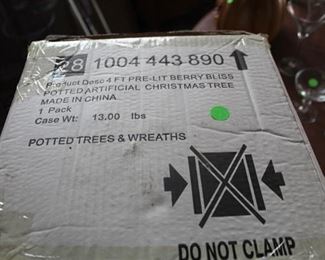 28 1004 443 890
Product Desc 4 FT PRE-LIT BERRY BLISS
POTTED ARTIFICIAL CHRISTMAS TREE
MADE IN CHINA
1 Pack
Case Wt: 13.00 lbs
POTTED TREES & WREATHS
DO NOT CLAMP